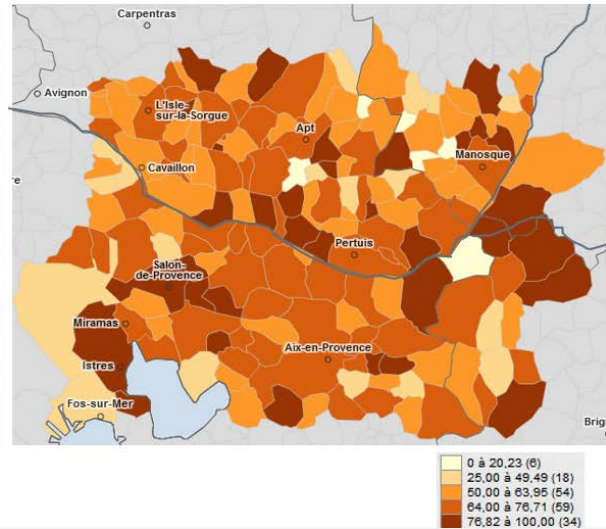 Carpentras
Avignon
L'Isle-
sur-la-Sorgue
Apt
Cavaillon
Manosque
re
Pertuis
Salon-
de-Provence
Miramas
Aix-en-Provence
Istres
Fos-sur-Mer
Brig
0 à 20,23 (6)
25,00 à 49,49 (18)
50,00 à 63,95 (54)
64,00 à 76,71 (59)
76,82 à 100,00 (34)